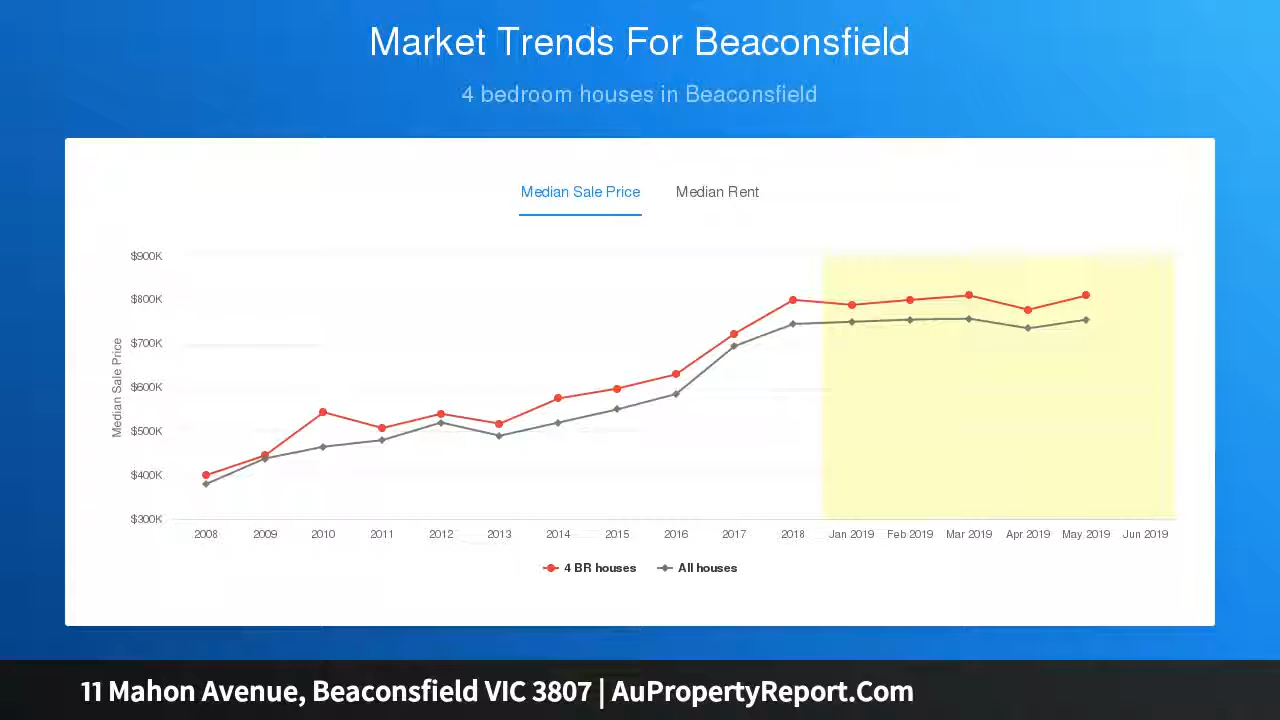 Market Trends For Beaconsfield
4 bedroom houses in Beaconsfield
Median Sale Price Median Rent
$900K
$800K
$700K
$600K
$500K
$400K
$300K
Median Sale Price
2008 2009 2010 2011 2012 2013 2014 2015 2016 2017 2018 Jan 2019 Feb 2019 Mar 2019 Apr 2019 May 2019 Jun 2019
4 BR houses All houses
11 Mahon Avenue, Beaconsfield VIC 3807 | AuPropertyReport.Com